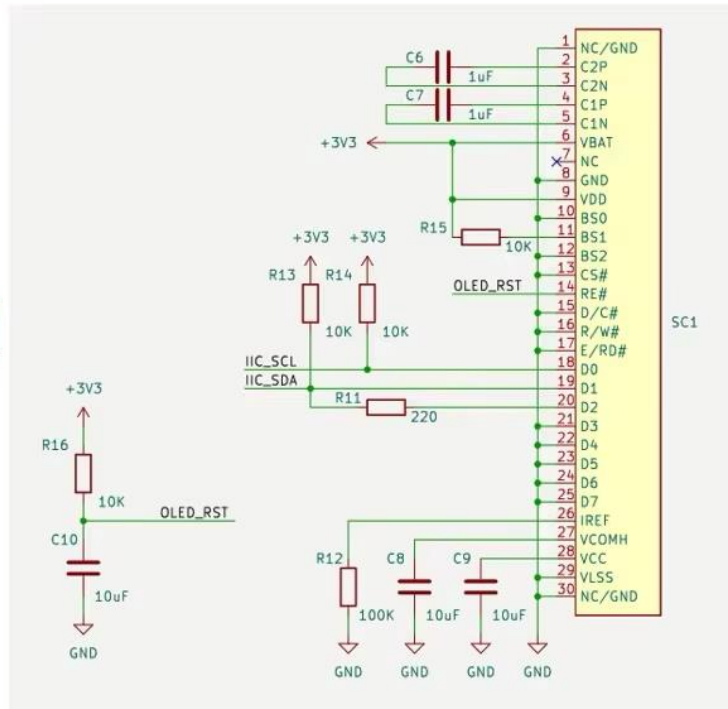 1 NC/GND
C6 2 C2P
1uF 3 C2N
C7 4 C1P
1uF 5 C1N
+3V3 6 VBAT
7 NC
8 GND
9 VDD
10 BS0
R15 10K 11 BS1
12 BS2
+3V3 +3V3
13 CS#
R13 R14
OLED_RST 14 RE#
15 D/C#
10K 10K 16 R/W#
SC1
17 E/RD#
IIC_SCL 18 D0
IIC_SDA 19 D1
R11 220 20 D2
+3V3
21 D3
22 D4
R16 23 D5
24 D6
10K 25 D7
OLED_RST 26 IREF
C10 27 VCOMH
R12 C8 C9 28 VCC
29 VLSS
10uF 30 NC/GND
100K 10uF 10uF
GND
GND GND GND GND